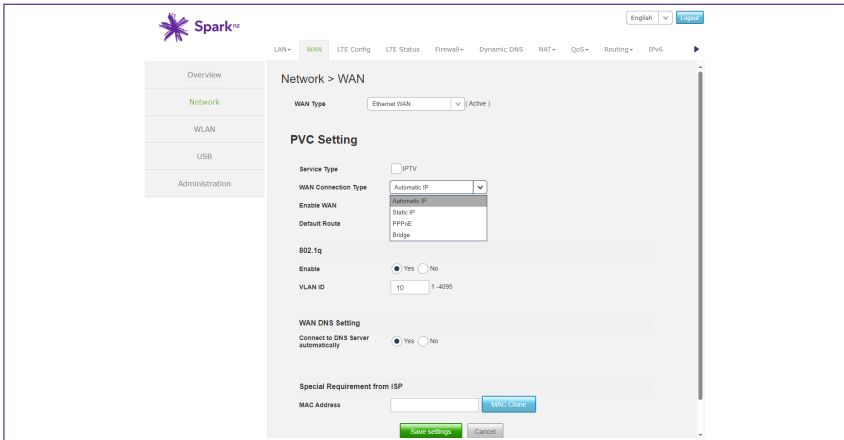 Spark nz
English
Logout
LAN WAN LTE Config LTE Status Firewall Dynamic DNS NAT QoS Routing IPv6
Overview
Network
WLAN
USB
Administration
Network > WAN
WAN Type Ethernet WAN ( Active )
PVC Setting
Service Type IPTV
WAN Connection Type Automatic IP
Automatic IP
Enable WAN
Static IP
Default Route PPPoE
Bridge
802.1q
Enable Yes No
VLAN ID 10 1 -4095
WAN DNS Setting
Connect to DNS Server
automatically Yes No
Special Requirement from ISP
MAC Address MAC Clone
Save settings Cancel